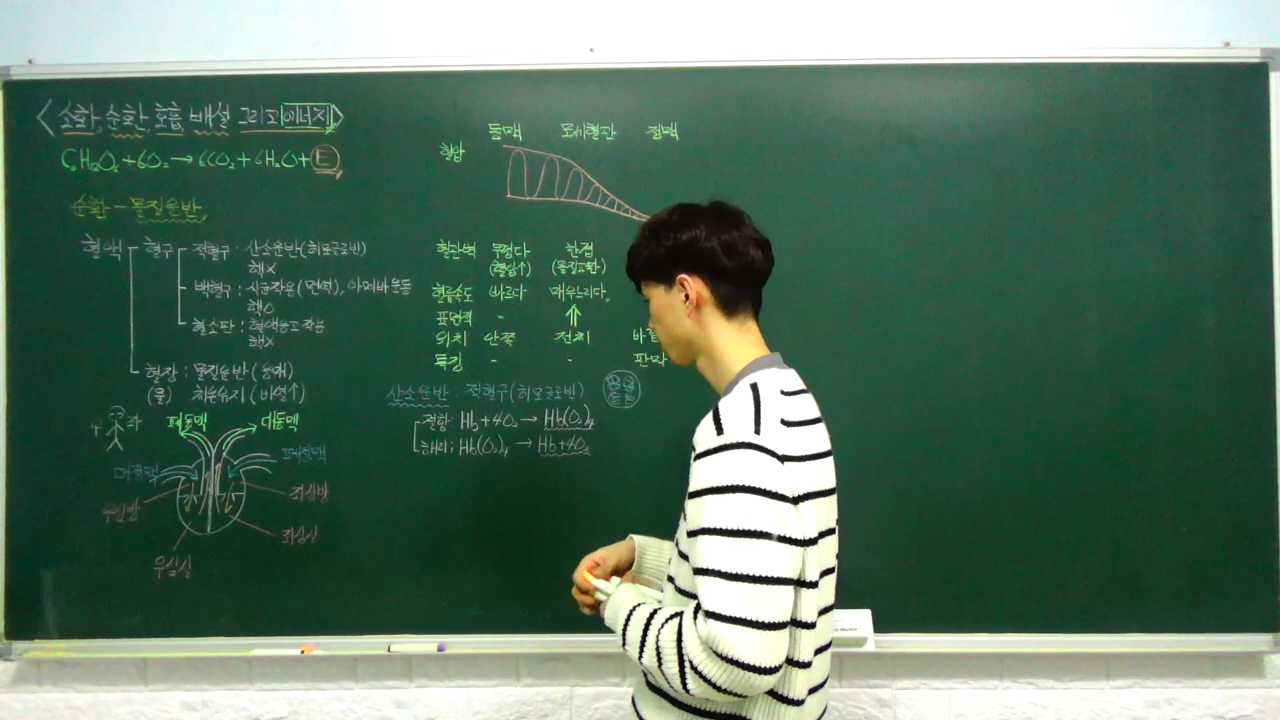 <소화, 순환, 호흡, 배설 그리고 에너지>
C₆H₁₂O₆ + 6O₂ → 6CO₂ + 6H₂O + E
순환 - 물질운반
혈액 혈구 적혈구 : 산소운반(헤모글로빈)
핵X
백혈구 : 식균작용(면역), 아메바운동
핵O
혈소판 : 혈액응고 작용
핵X
혈장 : 물질운반(용매)
(물) 체온유지(비열↑)
우 좌 폐동맥 대동맥
대정맥 폐정맥
우심방 좌심방
우심실 좌심실
동맥 모세혈관 정맥
혈압
혈관벽 두껍다 한겹
(혈압↑) (물질교환)
혈류속도 빠르다 매우느리다
표면적 - ⇑
위치 안쪽 전체
특징 - - 판막
산소운반 : 적혈구(헤모글로빈)
결합: Hb + 4O₂ → Hb(O₂)₄
해리: Hb(O₂)₄ → Hb + 4O₂